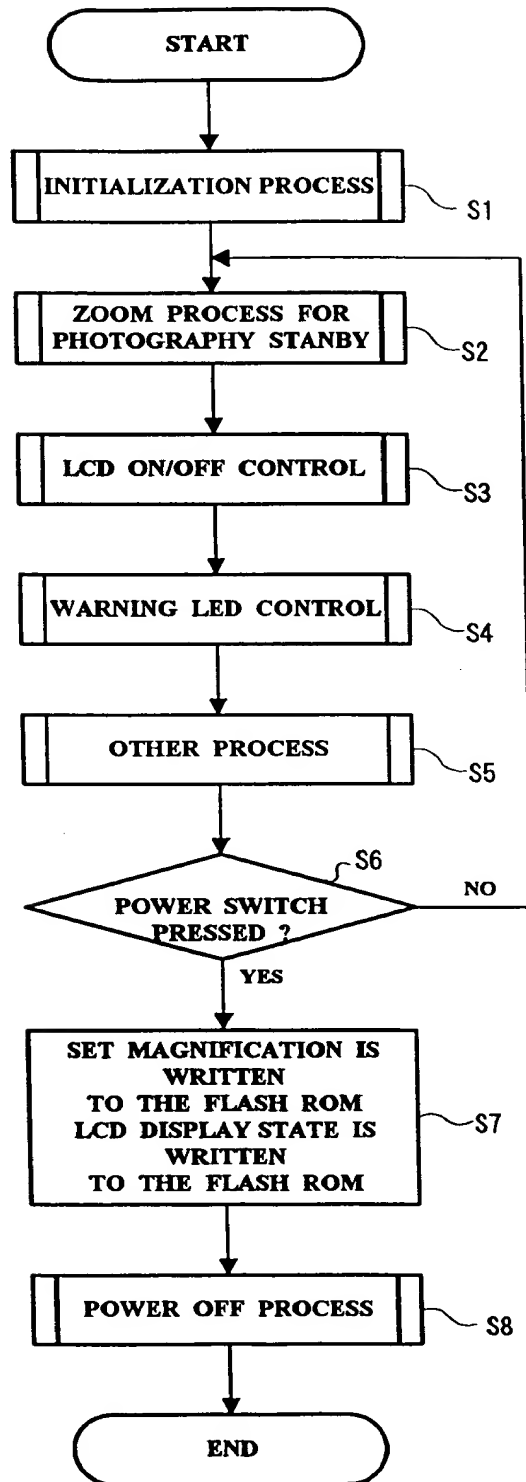 START
INITIALIZATION PROCESS
S1
ZOOM PROCESS FOR
PHOTOGRAPHY STANBY
S2
LCD ON/OFF CONTROL
S3
WARNING LED CONTROL
S4
OTHER PROCESS
S5
S6
POWER SWITCH
PRESSED ?
NO
YES
SET MAGNIFICATION IS
WRITTEN
TO THE FLASH ROM
LCD DISPLAY STATE IS
WRITTEN
TO THE FLASH ROM
S7
POWER OFF PROCESS
S8
END